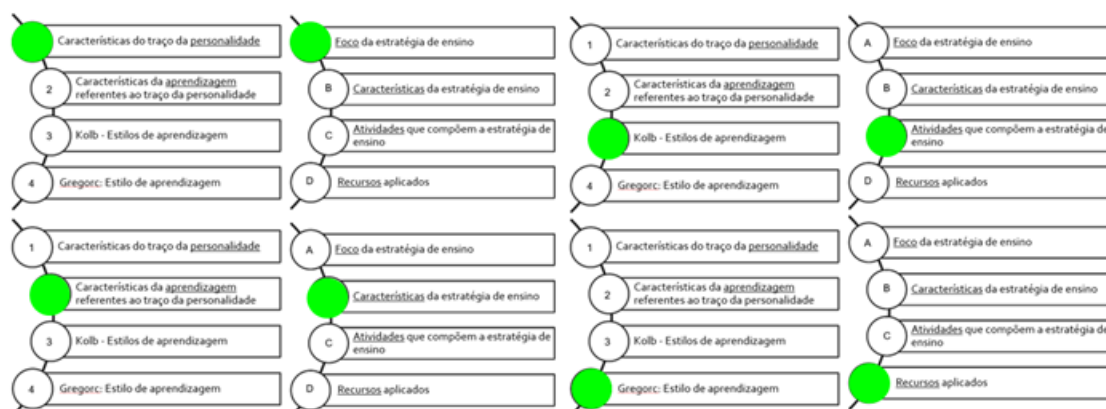 Características do traço da personalidade
2
Características da aprendizagem
referentes ao traço da personalidade
3
Kolb - Estilos de aprendizagem
4
Gregorc: Estilo de aprendizagem
Foco da estratégia de ensino
B
Características da estratégia de ensino
C
Atividades que compõem a estratégia de
ensino
D
Recursos aplicados
1
Características do traço da personalidade
2
Características da aprendizagem
referentes ao traço da personalidade
Kolb - Estilos de aprendizagem
4
Gregorc: Estilo de aprendizagem
A
Foco da estratégia de ensino
B
Características da estratégia de ensino
Atividades que compõem a estratégia de
ensino
D
Recursos aplicados
1
Características do traço da personalidade
Características da aprendizagem
referentes ao traço da personalidade
3
Kolb - Estilos de aprendizagem
4
Gregorc: Estilo de aprendizagem
A
Foco da estratégia de ensino
Características da estratégia de ensino
C
Atividades que compõem a estratégia de
ensino
D
Recursos aplicados
1
Características do traço da personalidade
2
Características da aprendizagem
referentes ao traço da personalidade
3
Kolb - Estilos de aprendizagem
Gregorc: Estilo de aprendizagem
A
Foco da estratégia de ensino
B
Características da estratégia de ensino
C
Atividades que compõem a estratégia de
ensino
Recursos aplicados